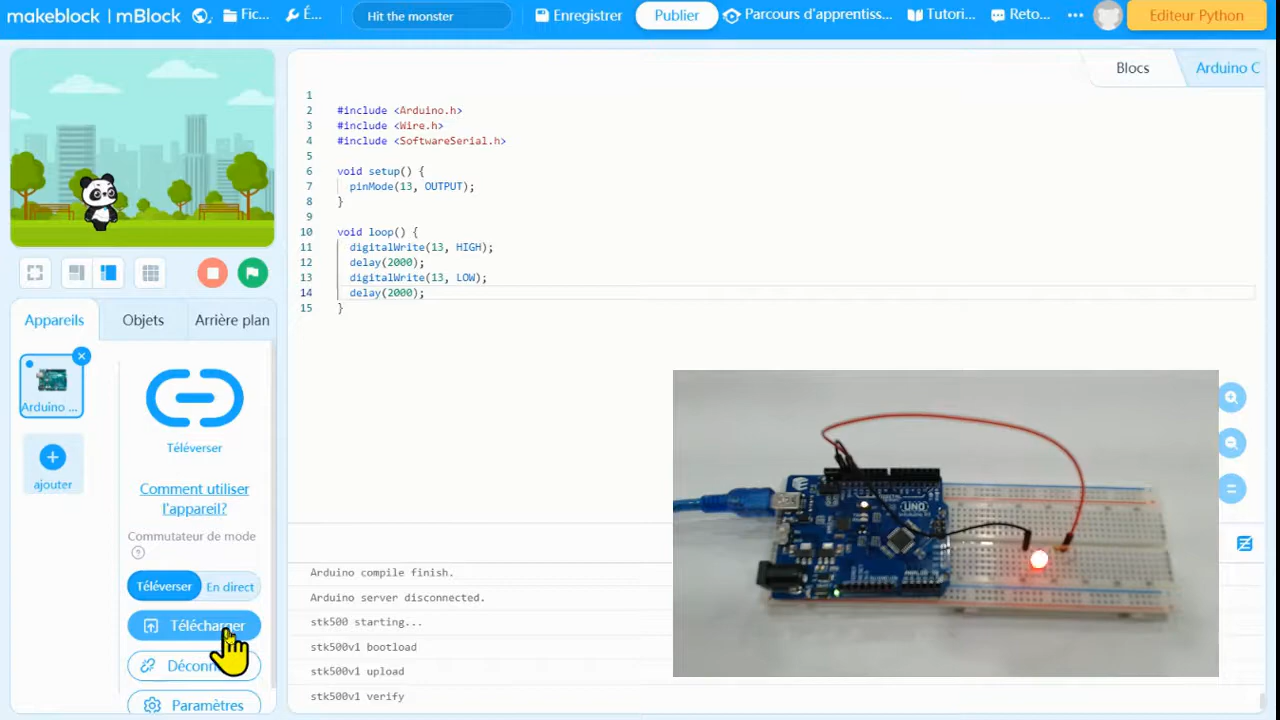 makeblock | mBlock
Fic...
É...
Hit the monster
Enregistrer
Publier
Parcours d'apprentiss...
Tutori...
Reto...
Editeur Python
Blocs
Arduino C
1
2 #include <Arduino.h>
3 #include <Wire.h>
4 #include <SoftwareSerial.h>
5
6 void setup() {
7 pinMode(13, OUTPUT);
8 }
9
10 void loop() {
11 digitalWrite(13, HIGH);
12 delay(2000);
13 digitalWrite(13, LOW);
14 delay(2000);
15 }
Appareils
Objets
Arrière plan
Arduino ...
ajouter
Téléverser
Comment utiliser
l'appareil?
Commutateur de mode
?
Téléverser
En direct
Télécharger
Déconn
Paramètres
Arduino compile finish.
Arduino server disconnected.
stk500 starting...
stk500v1 bootload
stk500v1 upload
stk500v1 verify
UNO